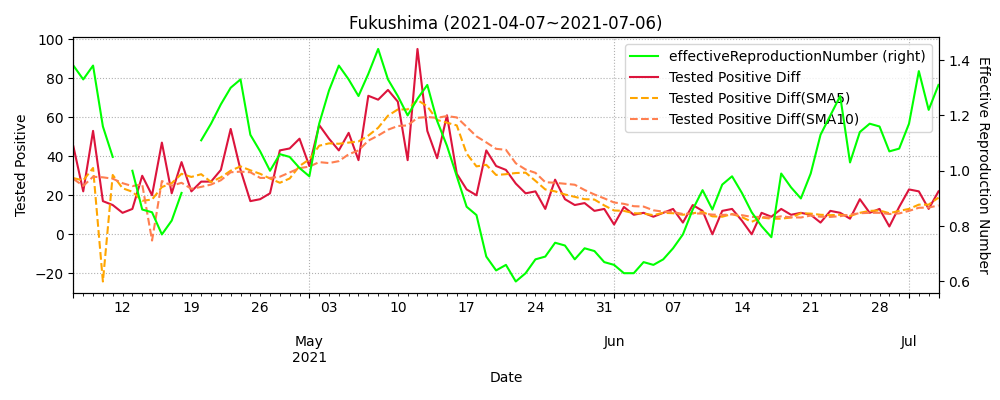 Fukushima (2021-04-07~2021-07-06)
100
80
60
40
20
0
−20
Tested Positive
effectiveReproductionNumber (right)
Tested Positive Diff
Tested Positive Diff(SMA5)
Tested Positive Diff(SMA10)
1.4
1.2
1.0
0.8
0.6
Effective Reproduction Number
12 19 26 03 10 17 24 31 07 14 21 28
May Jun Jul
2021
Date